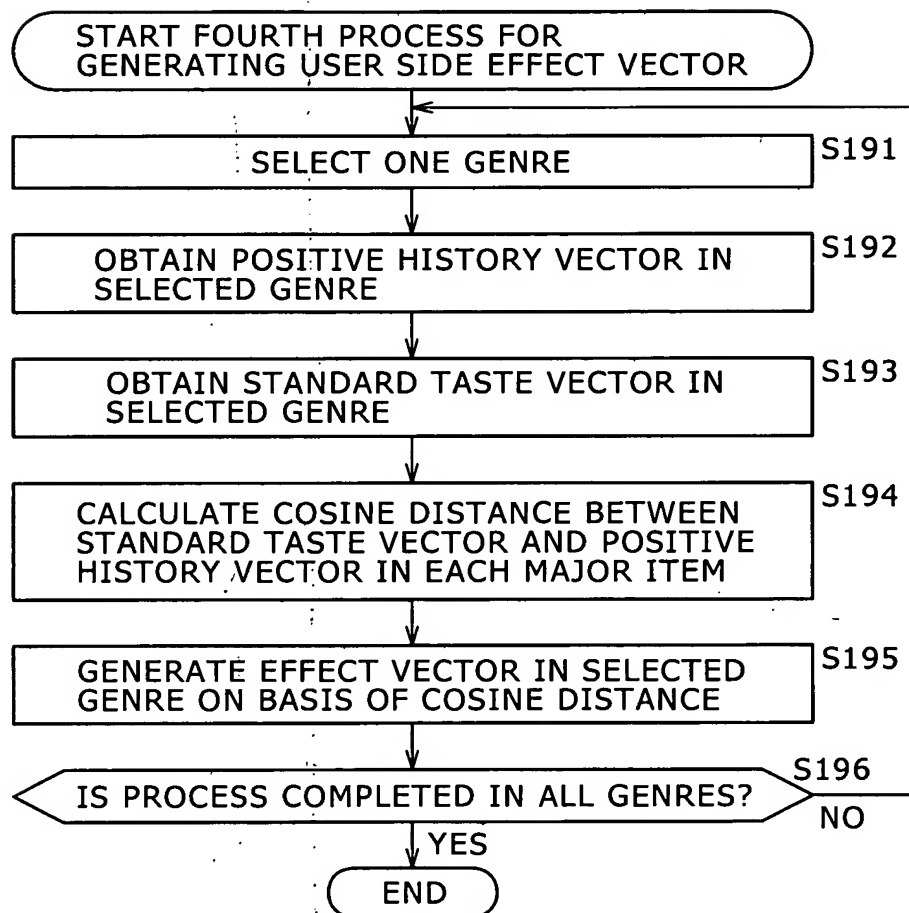 START FOURTH PROCESS FOR
GENERATING USER SIDE EFFECT VECTOR
SELECT ONE GENRE
S191
OBTAIN POSITIVE HISTORY VECTOR IN
SELECTED GENRE
S192
OBTAIN STANDARD TASTE VECTOR IN
SELECTED GENRE
S193
CALCULATE COSINE DISTANCE BETWEEN
STANDARD TASTE VECTOR AND POSITIVE
HISTORY VECTOR IN EACH MAJOR ITEM
S194
GENERATE EFFECT VECTOR IN SELECTED
GENRE ON BASIS OF COSINE DISTANCE
S195
IS PROCESS COMPLETED IN ALL GENRES?
S196
NO
YES
END